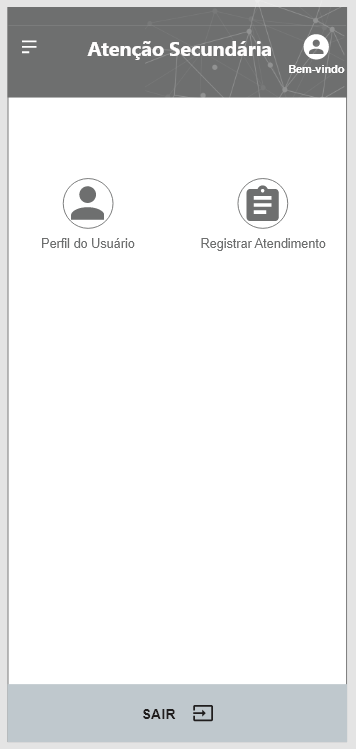 Atenção Secundária
Bem-vindo
Perfil do Usuário
Registrar Atendimento
SAIR